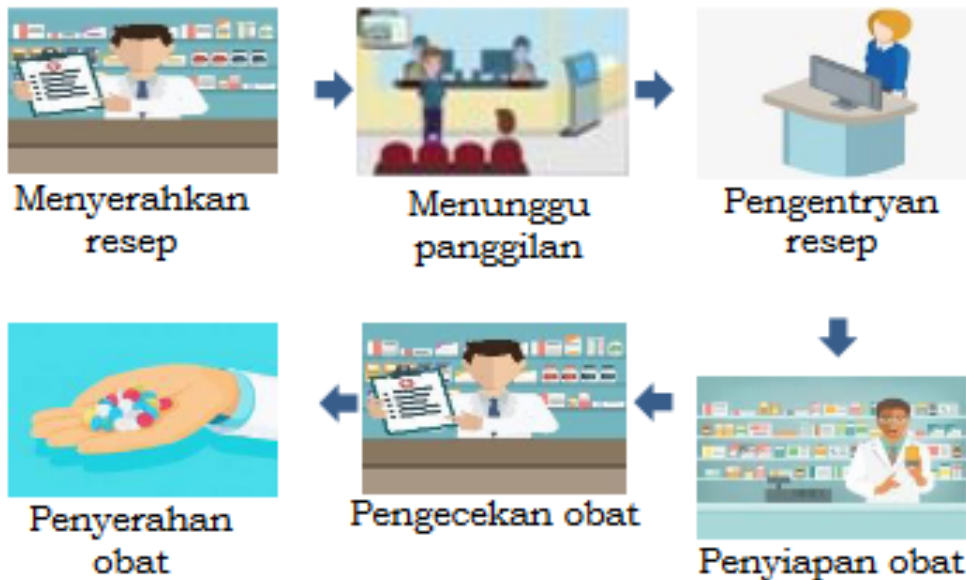 Menyerahkan
resep
Menunggu
panggilan
Pengentryan
resep
Penyiapan obat
Pengecekan obat
Penyerahan
obat